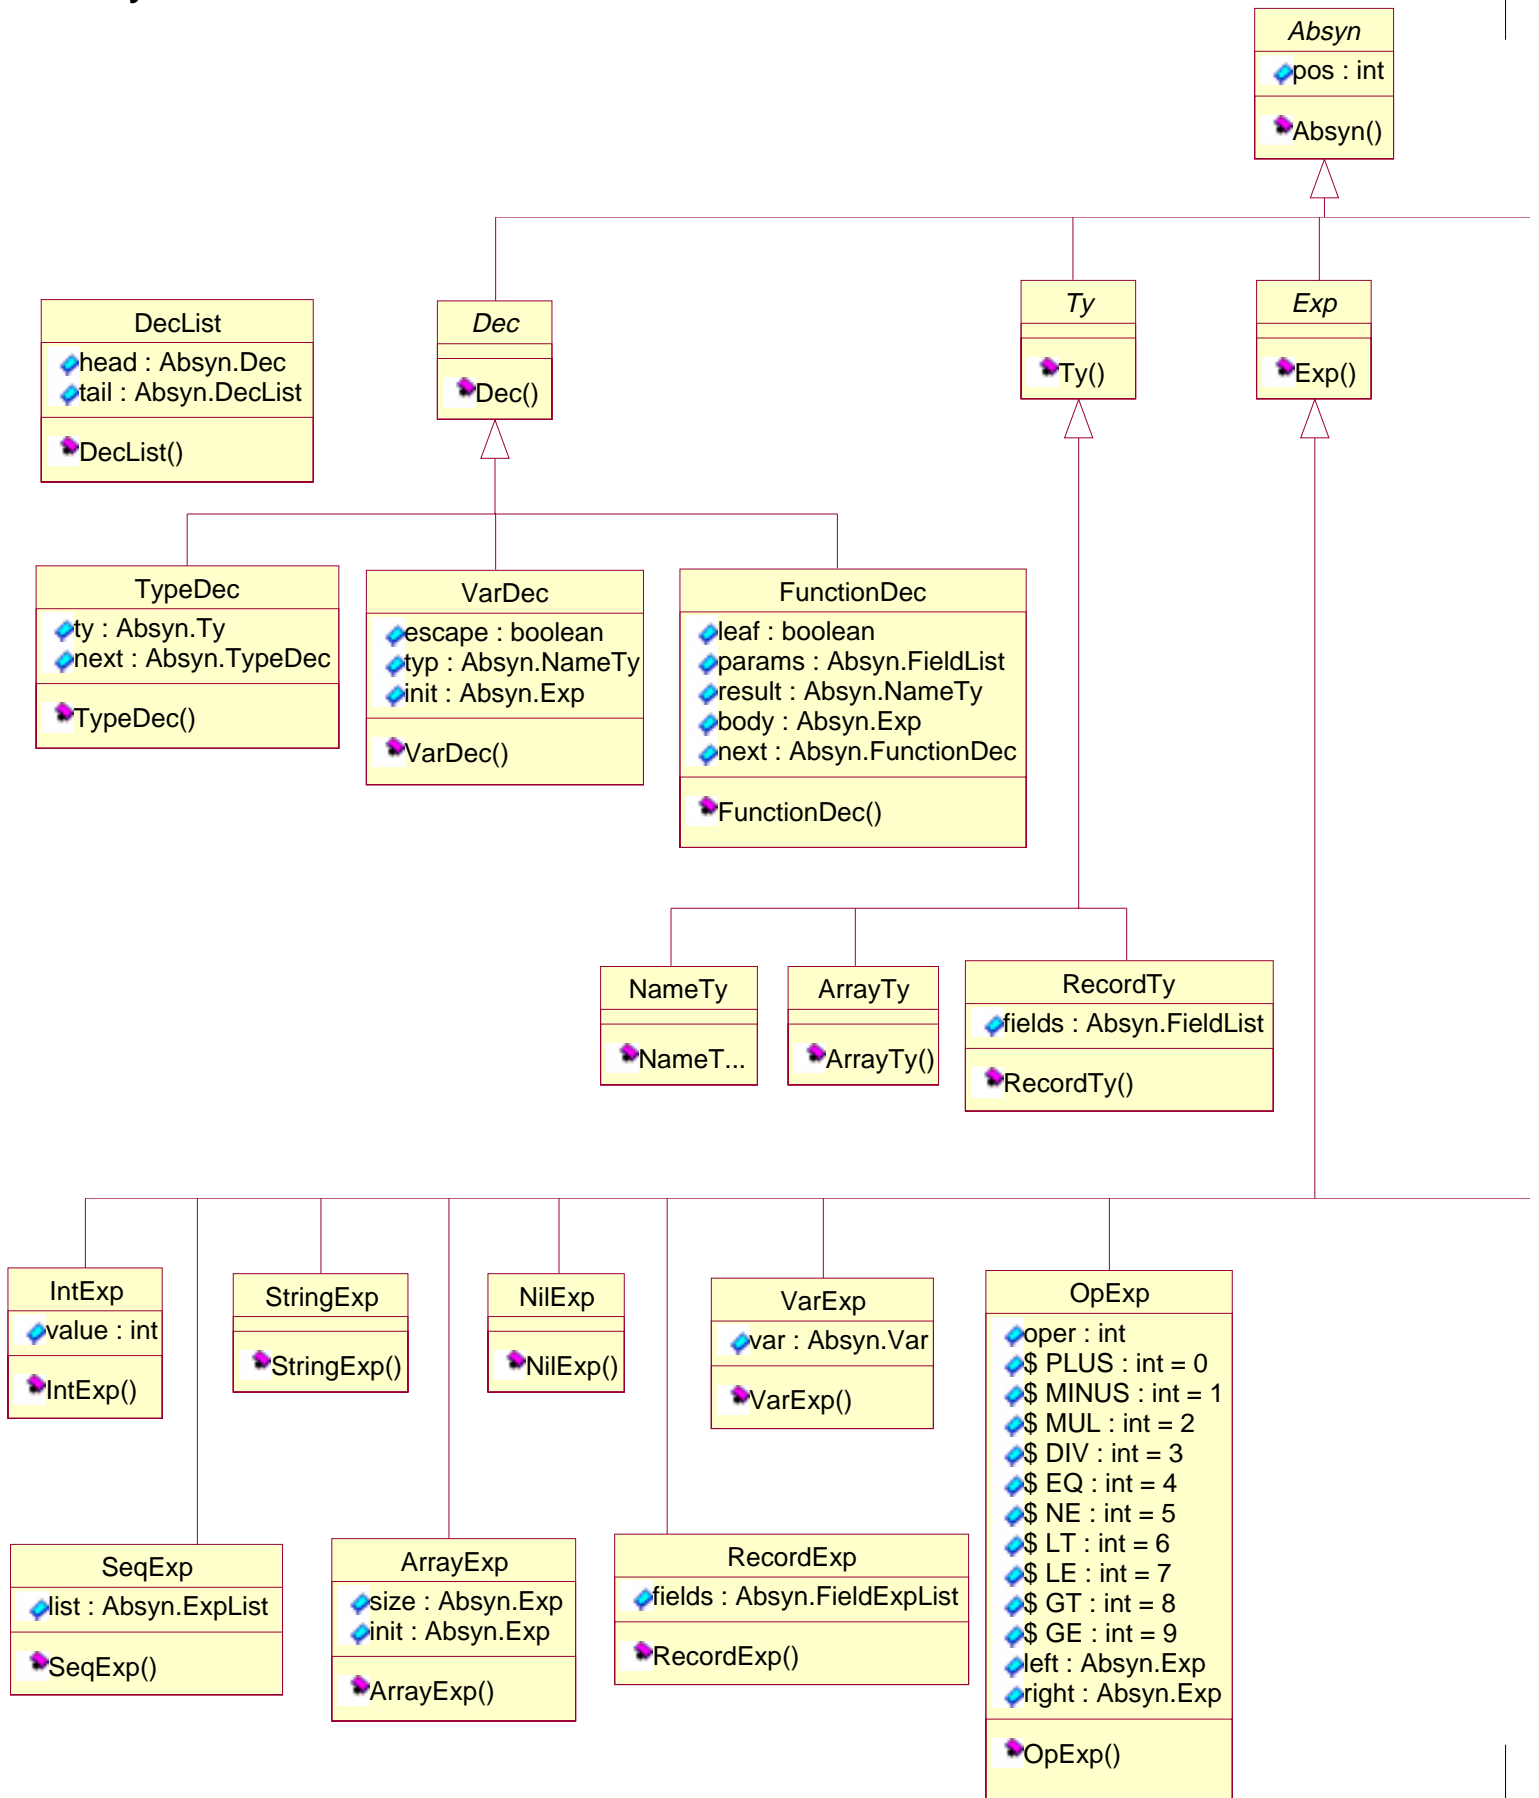 Absyn
pos : int
Absyn()
DecList
head : Absyn.Dec
tail : Absyn.DecList
DecList()
Dec
Dec()
Ty
Ty()
Exp
Exp()
TypeDec
ty : Absyn.Ty
next : Absyn.TypeDec
TypeDec()
VarDec
escape : boolean
typ : Absyn.NameTy
init : Absyn.Exp
VarDec()
FunctionDec
leaf : boolean
params : Absyn.FieldList
result : Absyn.NameTy
body : Absyn.Exp
next : Absyn.FunctionDec
FunctionDec()
NameTy
NameT...
ArrayTy
ArrayTy()
RecordTy
fields : Absyn.FieldList
RecordTy()
IntExp
value : int
IntExp()
StringExp
StringExp()
NilExp
NilExp()
VarExp
var : Absyn.Var
VarExp()
OpExp
oper : int
$ PLUS : int = 0
$ MINUS : int = 1
$ MUL : int = 2
$ DIV : int = 3
$ EQ : int = 4
$ NE : int = 5
$ LT : int = 6
$ LE : int = 7
$ GT : int = 8
$ GE : int = 9
left : Absyn.Exp
right : Absyn.Exp
OpExp()
SeqExp
list : Absyn.ExpList
SeqExp()
ArrayExp
size : Absyn.Exp
init : Absyn.Exp
ArrayExp()
RecordExp
fields : Absyn.FieldExpList
RecordExp()